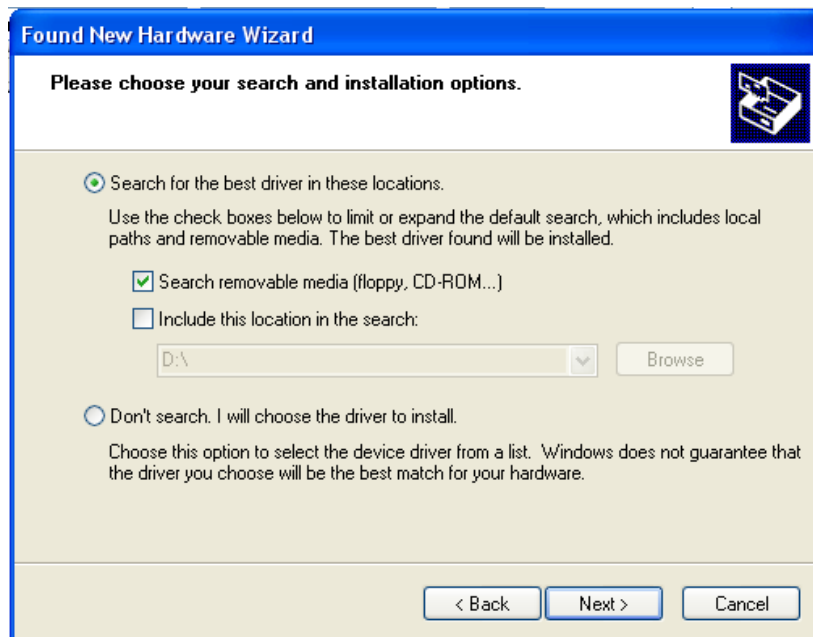 Found New Hardware Wizard
Please choose your search and installation options.
Search for the best driver in these locations.
Use the check boxes below to limit or expand the default search, which includes local
paths and removable media. The best driver found will be installed.
Search removable media (floppy, CD-ROM...)
Include this location in the search:
D:\
Browse
Don't search. I will choose the driver to install.
Choose this option to select the device driver from a list. Windows does not guarantee that
the driver you choose will be the best match for your hardware.
< Back
Next >
Cancel